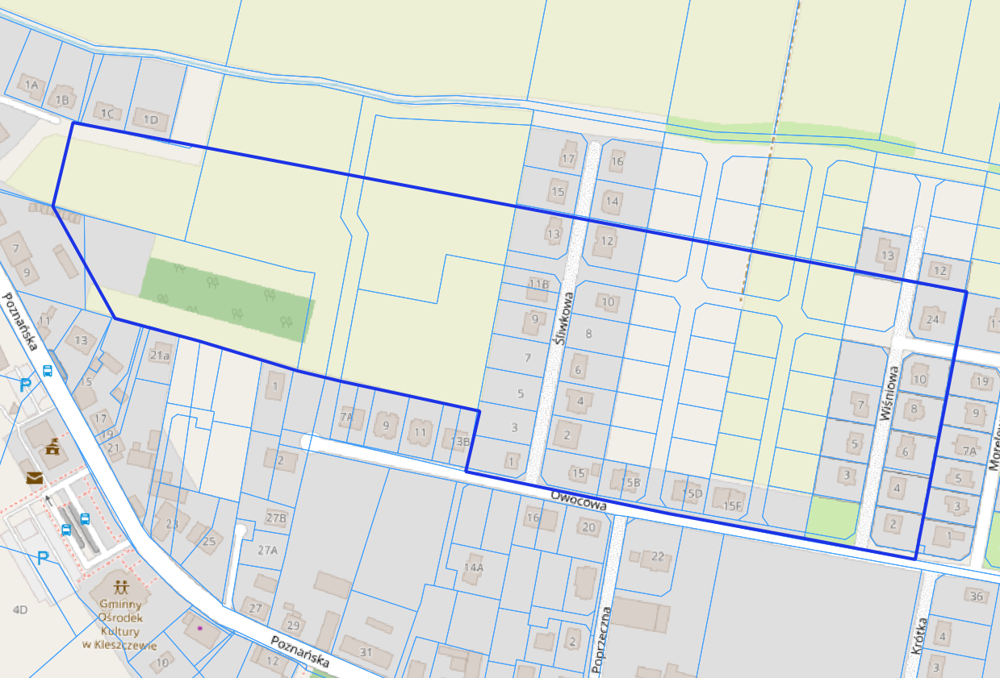 1A
1B
1C
1D
17
16
15
14
13
12
13
12
7
9
11B
10
24
9
8
11
13
21a
7
6
10
19
1
5
4
7
8
9
7A
9
11
13B
3
2
5
6
7A
15
17
19
21
2
1
15
15B
15D
15F
3
4
5
3
2
1
Poznańska
Śliwkowa
Wiśniowa
Owocowa
P
P
23
25
27B
27A
16
20
22
14A
27
29
31
2
36
4
3
4D
10
12
Gminny
Ośrodek
Kultury
w Kleszczewie
Poznańska
Poprzeczna
Krótka